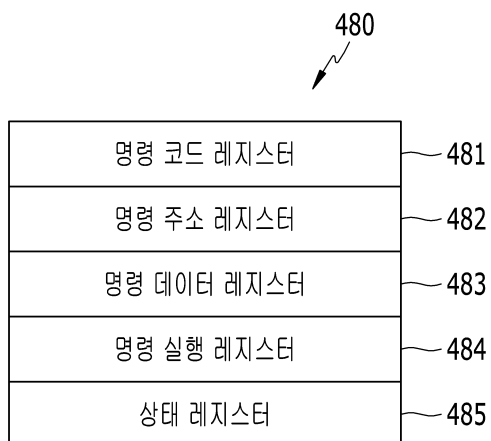 480
명령 코드 레지스터 481
명령 주소 레지스터 482
명령 데이터 레지스터 483
명령 실행 레지스터 484
상태 레지스터 485